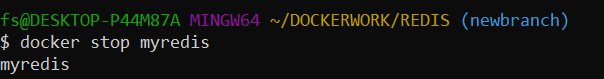 fs@DESKTOP-P44M87A MINGW64 ~/DOCKERWORK/REDIS (newbranch)
$ docker stop myredis
myredis